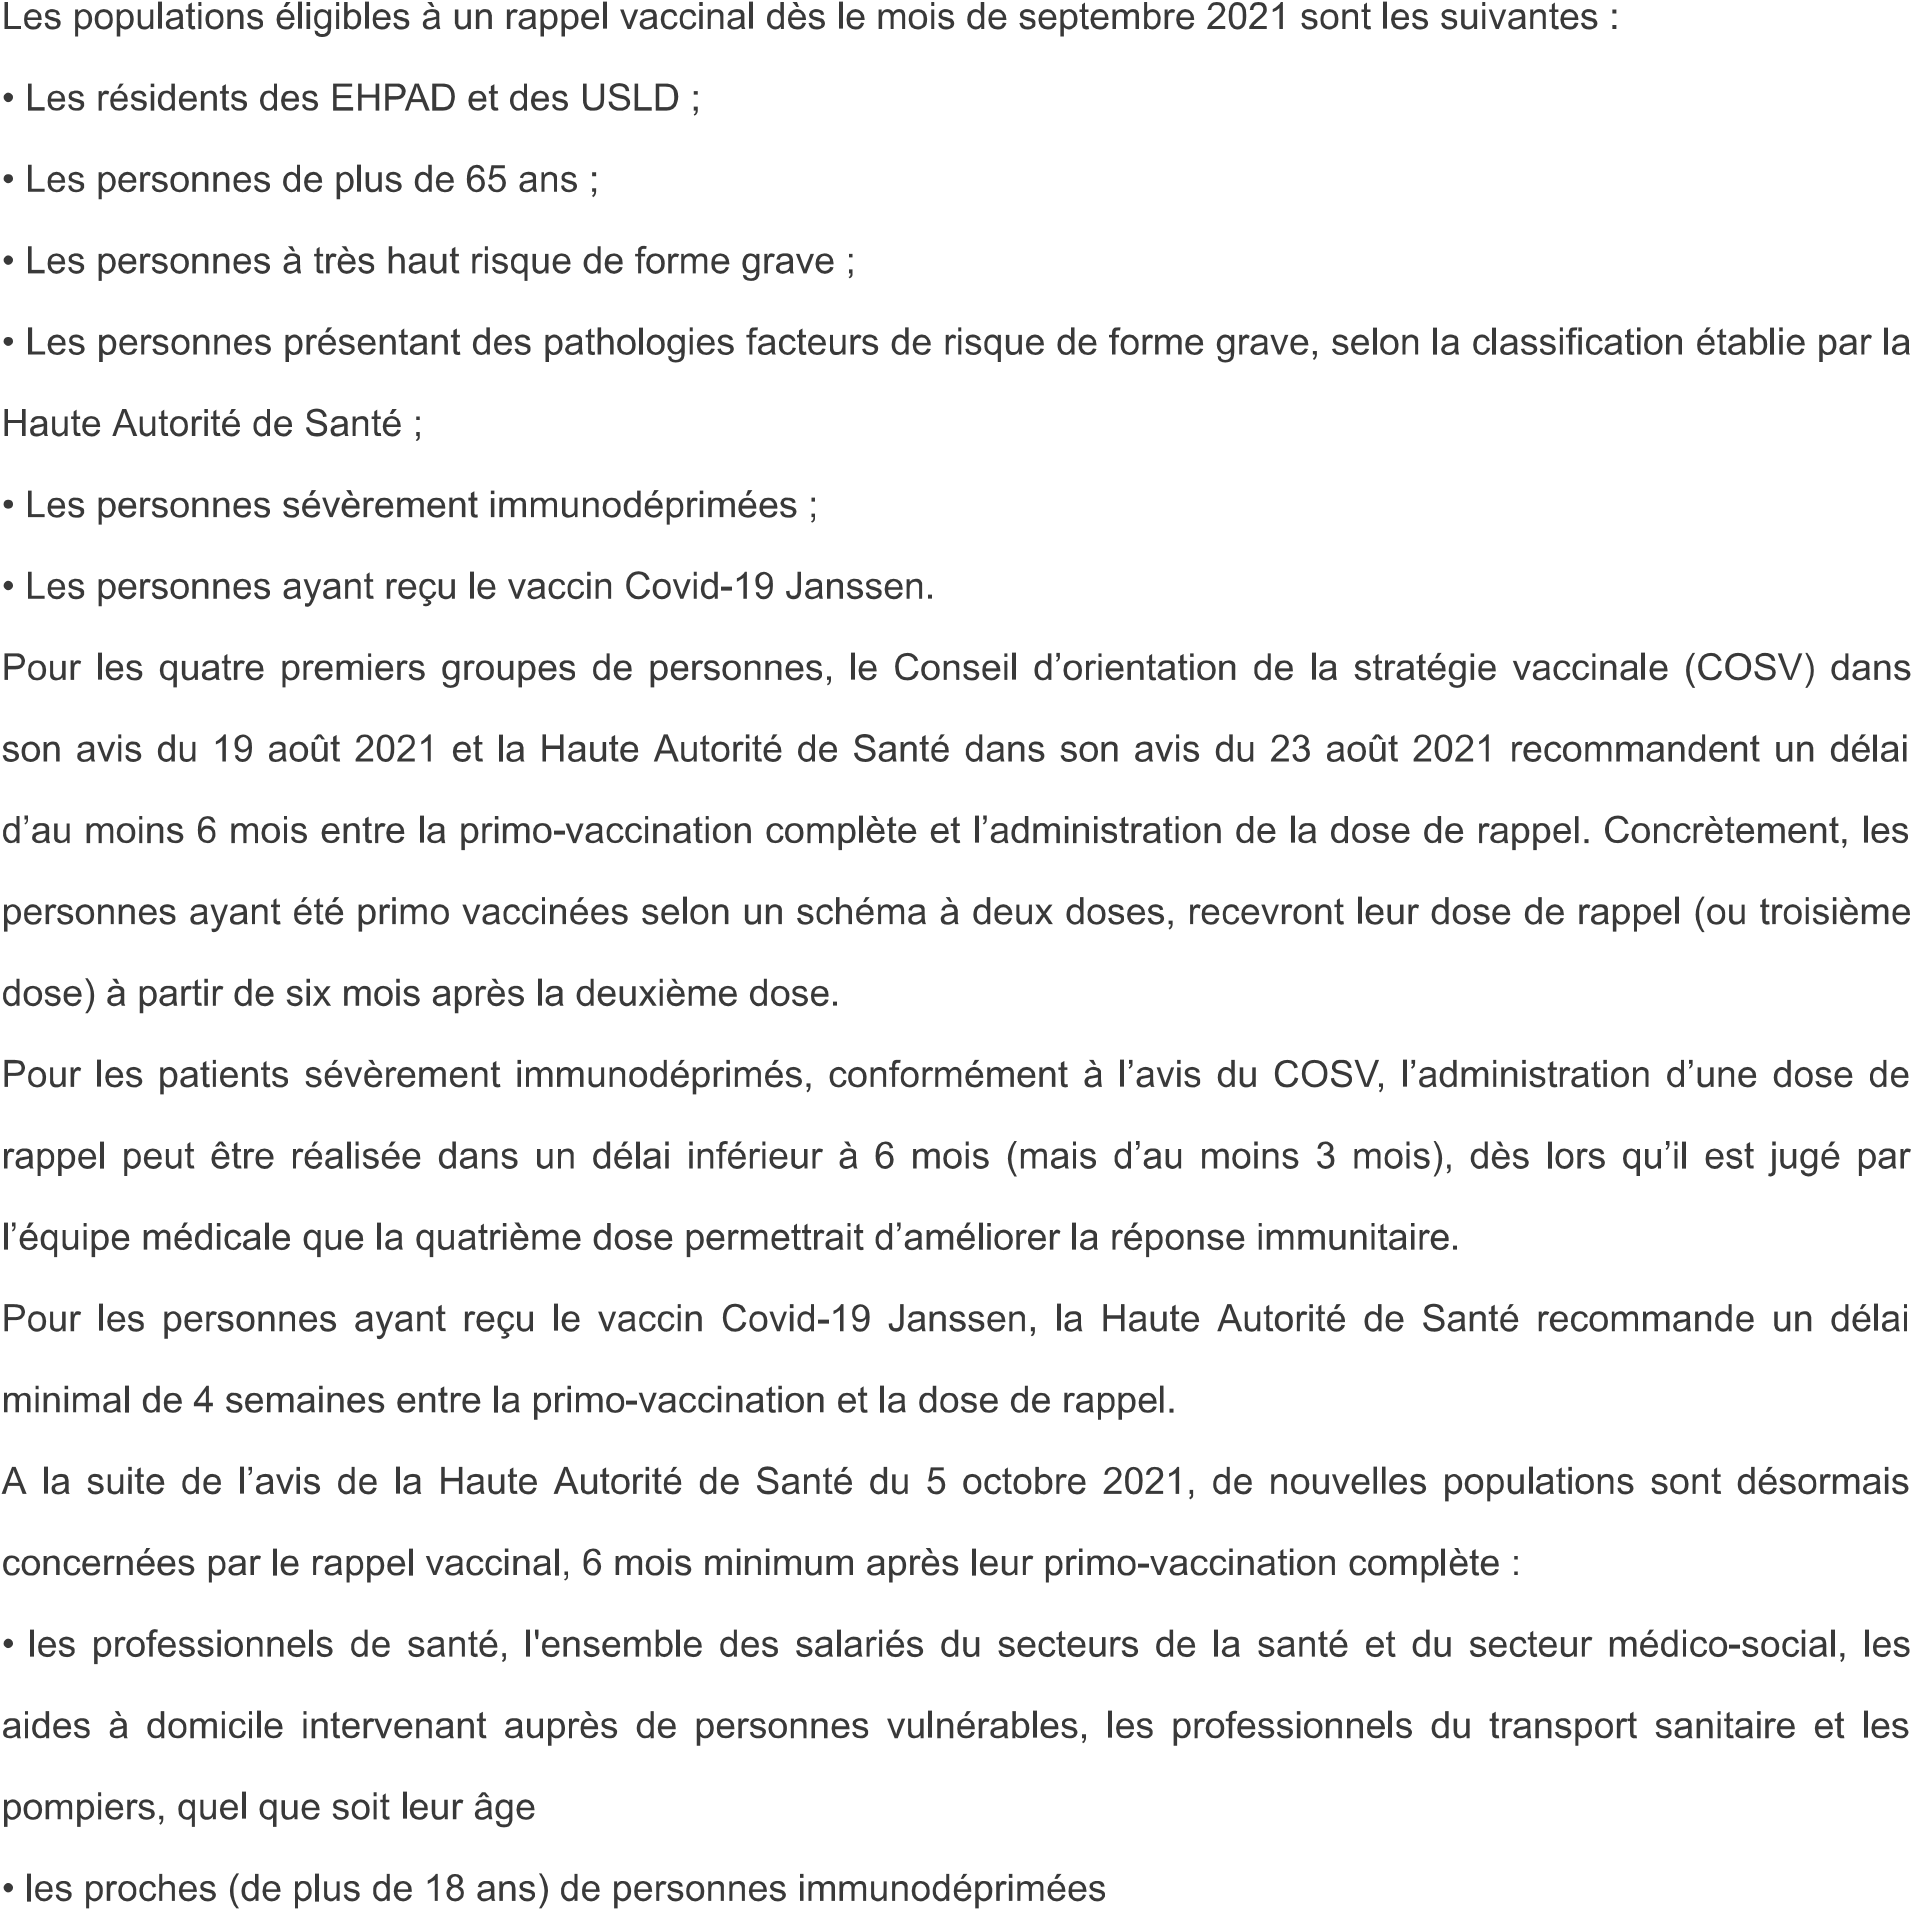 Les populations éligibles à un rappel vaccinal dès le mois de septembre 2021 sont les suivantes :
• Les résidents des EHPAD et des USLD ;
• Les personnes de plus de 65 ans ;
• Les personnes à très haut risque de forme grave ;
• Les personnes présentant des pathologies facteurs de risque de forme grave, selon la classification établie par la
Haute Autorité de Santé ;
• Les personnes sévèrement immunodéprimées ;
• Les personnes ayant reçu le vaccin Covid-19 Janssen.
Pour les quatre premiers groupes de personnes, le Conseil d’orientation de la stratégie vaccinale (COSV) dans
son avis du 19 août 2021 et la Haute Autorité de Santé dans son avis du 23 août 2021 recommandent un délai
d’au moins 6 mois entre la primo-vaccination complète et l’administration de la dose de rappel. Concrètement, les
personnes ayant été primo vaccinées selon un schéma à deux doses, recevront leur dose de rappel (ou troisième
dose) à partir de six mois après la deuxième dose.
Pour les patients sévèrement immunodéprimés, conformément à l’avis du COSV, l’administration d’une dose de
rappel peut être réalisée dans un délai inférieur à 6 mois (mais d’au moins 3 mois), dès lors qu’il est jugé par
l’équipe médicale que la quatrième dose permettrait d’améliorer la réponse immunitaire.
Pour les personnes ayant reçu le vaccin Covid-19 Janssen, la Haute Autorité de Santé recommande un délai
minimal de 4 semaines entre la primo-vaccination et la dose de rappel.
A la suite de l’avis de la Haute Autorité de Santé du 5 octobre 2021, de nouvelles populations sont désormais
concernées par le rappel vaccinal, 6 mois minimum après leur primo-vaccination complète :
• les professionnels de santé, l'ensemble des salariés du secteurs de la santé et du secteur médico-social, les
aides à domicile intervenant auprès de personnes vulnérables, les professionnels du transport sanitaire et les
pompiers, quel que soit leur âge
• les proches (de plus de 18 ans) de personnes immunodéprimées